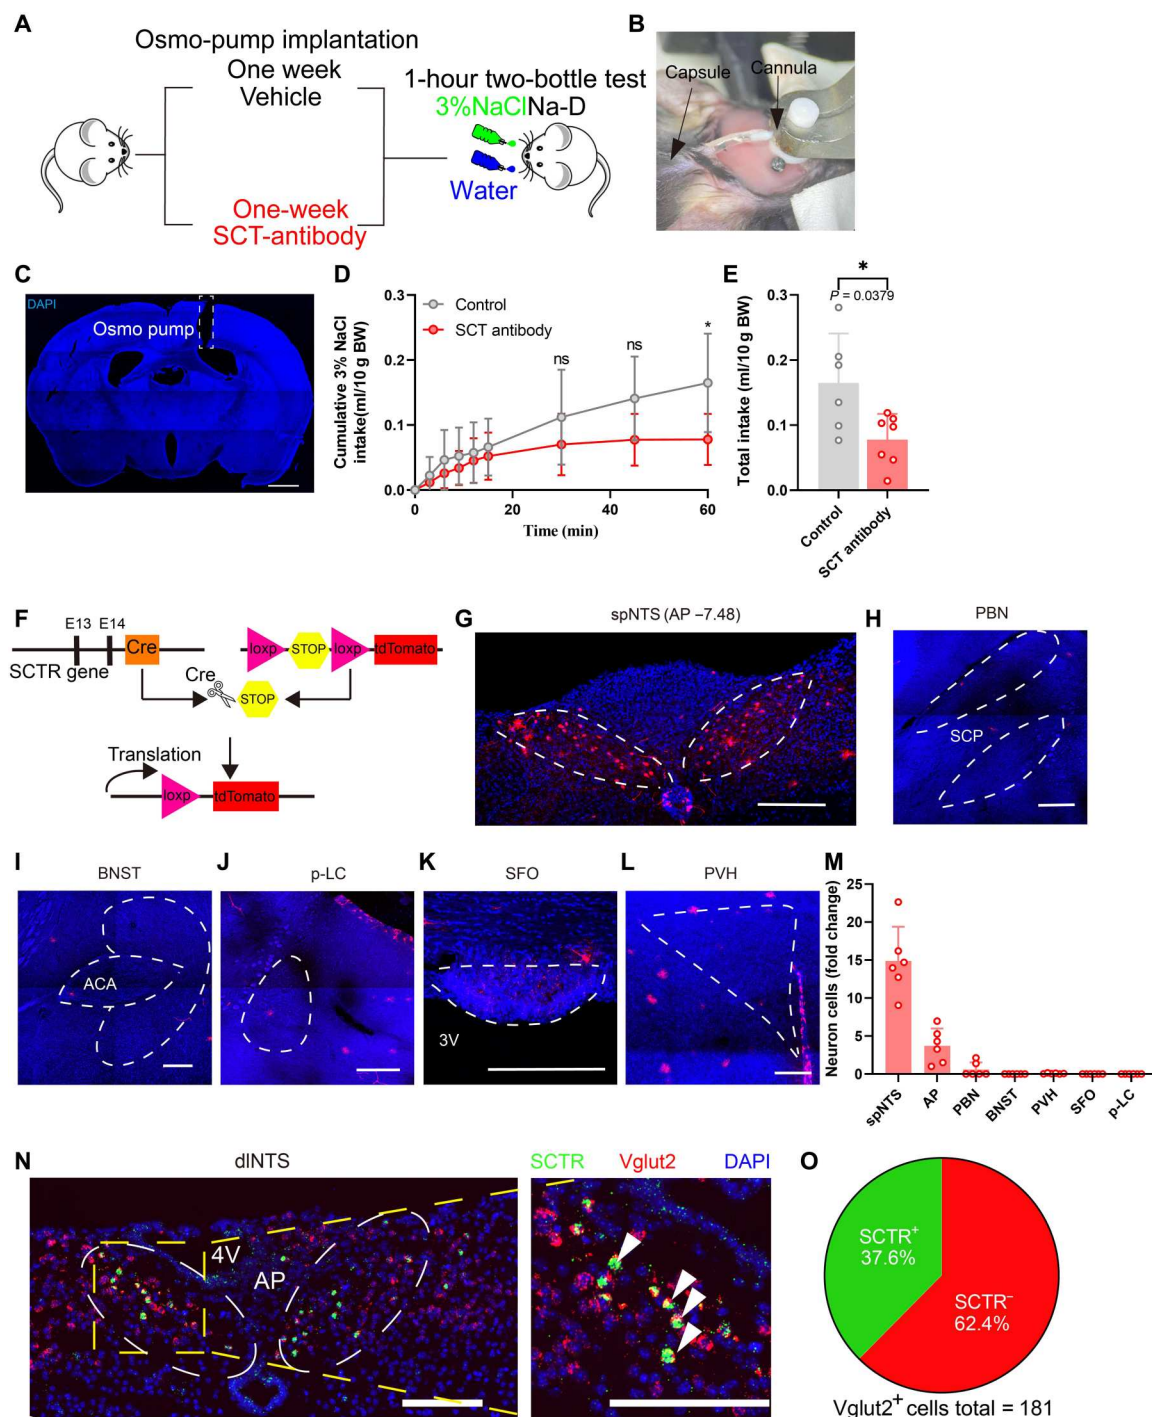 A
Osmo-pump implantation
One week
Vehicle
1-hour two-bottle test
3%NaCl Na-D
Water
One-week
SCT-antibody
B
Capsule
Cannula
C
DAPI
Osmo pump
D
Cumulative 3% NaCl
intake(ml/10 g BW)
0.3
0.2
0.1
0.0
Control
SCT antibody
ns
ns
*
0
20
40
60
Time (min)
E
*
P = 0.0379
Total intake (ml/10 g BW)
0.3
0.2
0.1
0.0
Control
SCT antibody
F
E13
E14
Cre
SCTR gene
loxp
STOP
loxp
tdTomato
Cre
STOP
Translation
loxp
tdTomato
G
spNTS (AP −7.48)
H
PBN
SCP
I
BNST
ACA
J
p-LC
K
SFO
3V
L
PVH
M
Neuron cells (fold change)
25
20
15
10
5
0
spNTS
AP
PBN
BNST
PVH
SFO
p-LC
N
dlNTS
4V
AP
SCTR
Vglut2
DAPI
O
SCTR+
37.6%
SCTR−
62.4%
Vglut2+ cells total = 181